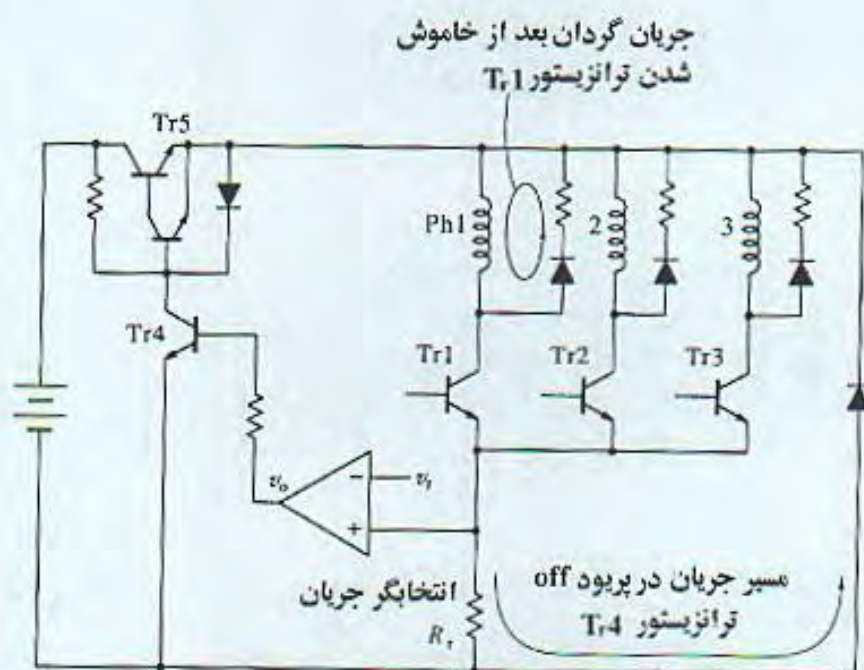 جریان گردان بعد از خاموش
شدن ترانزیستور Tr1
Tr5
Ph1
2
3
Tr4
Tr1
Tr2
Tr3
vo
−
vr
+
انتخابگر جریان
Rr
مسیر جریان در پریود off
ترانزیستور Tr4